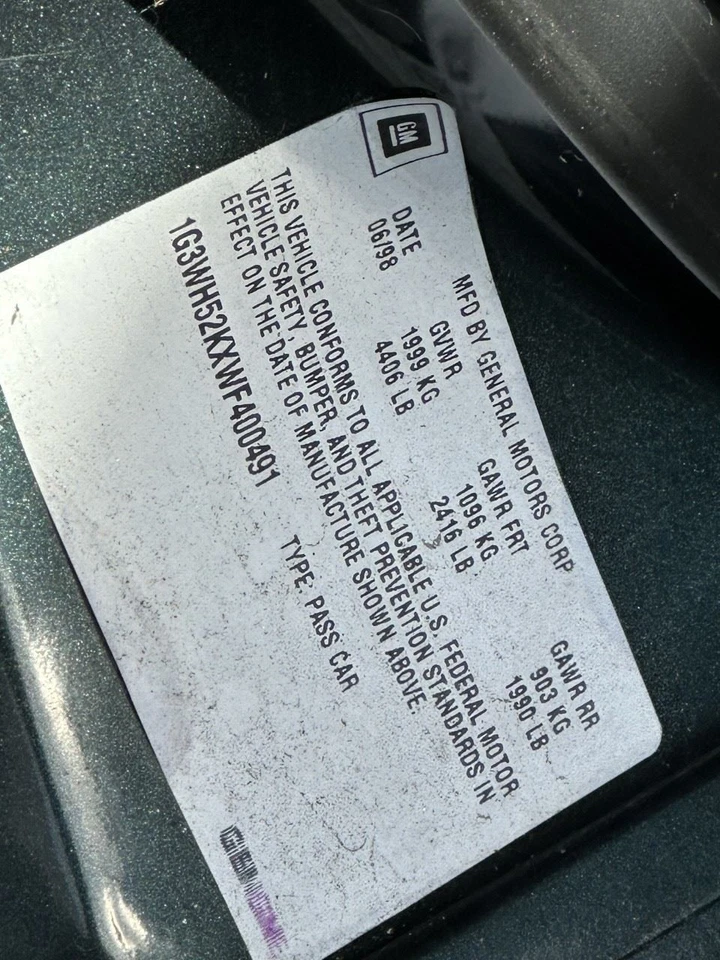 GM
MFD BY GENERAL MOTORS CORP
DATE GVWR GAWR FRT GAWR RR
06/98 1999 KG 1096 KG 903 KG
4406 LB 2416 LB 1990 LB
THIS VEHICLE CONFORMS TO ALL APPLICABLE U.S. FEDERAL MOTOR
VEHICLE SAFETY, BUMPER, AND THEFT PREVENTION STANDARDS IN
EFFECT ON THE DATE OF MANUFACTURE SHOWN ABOVE.
1G3WH52KXWF400491 TYPE: PASS CAR